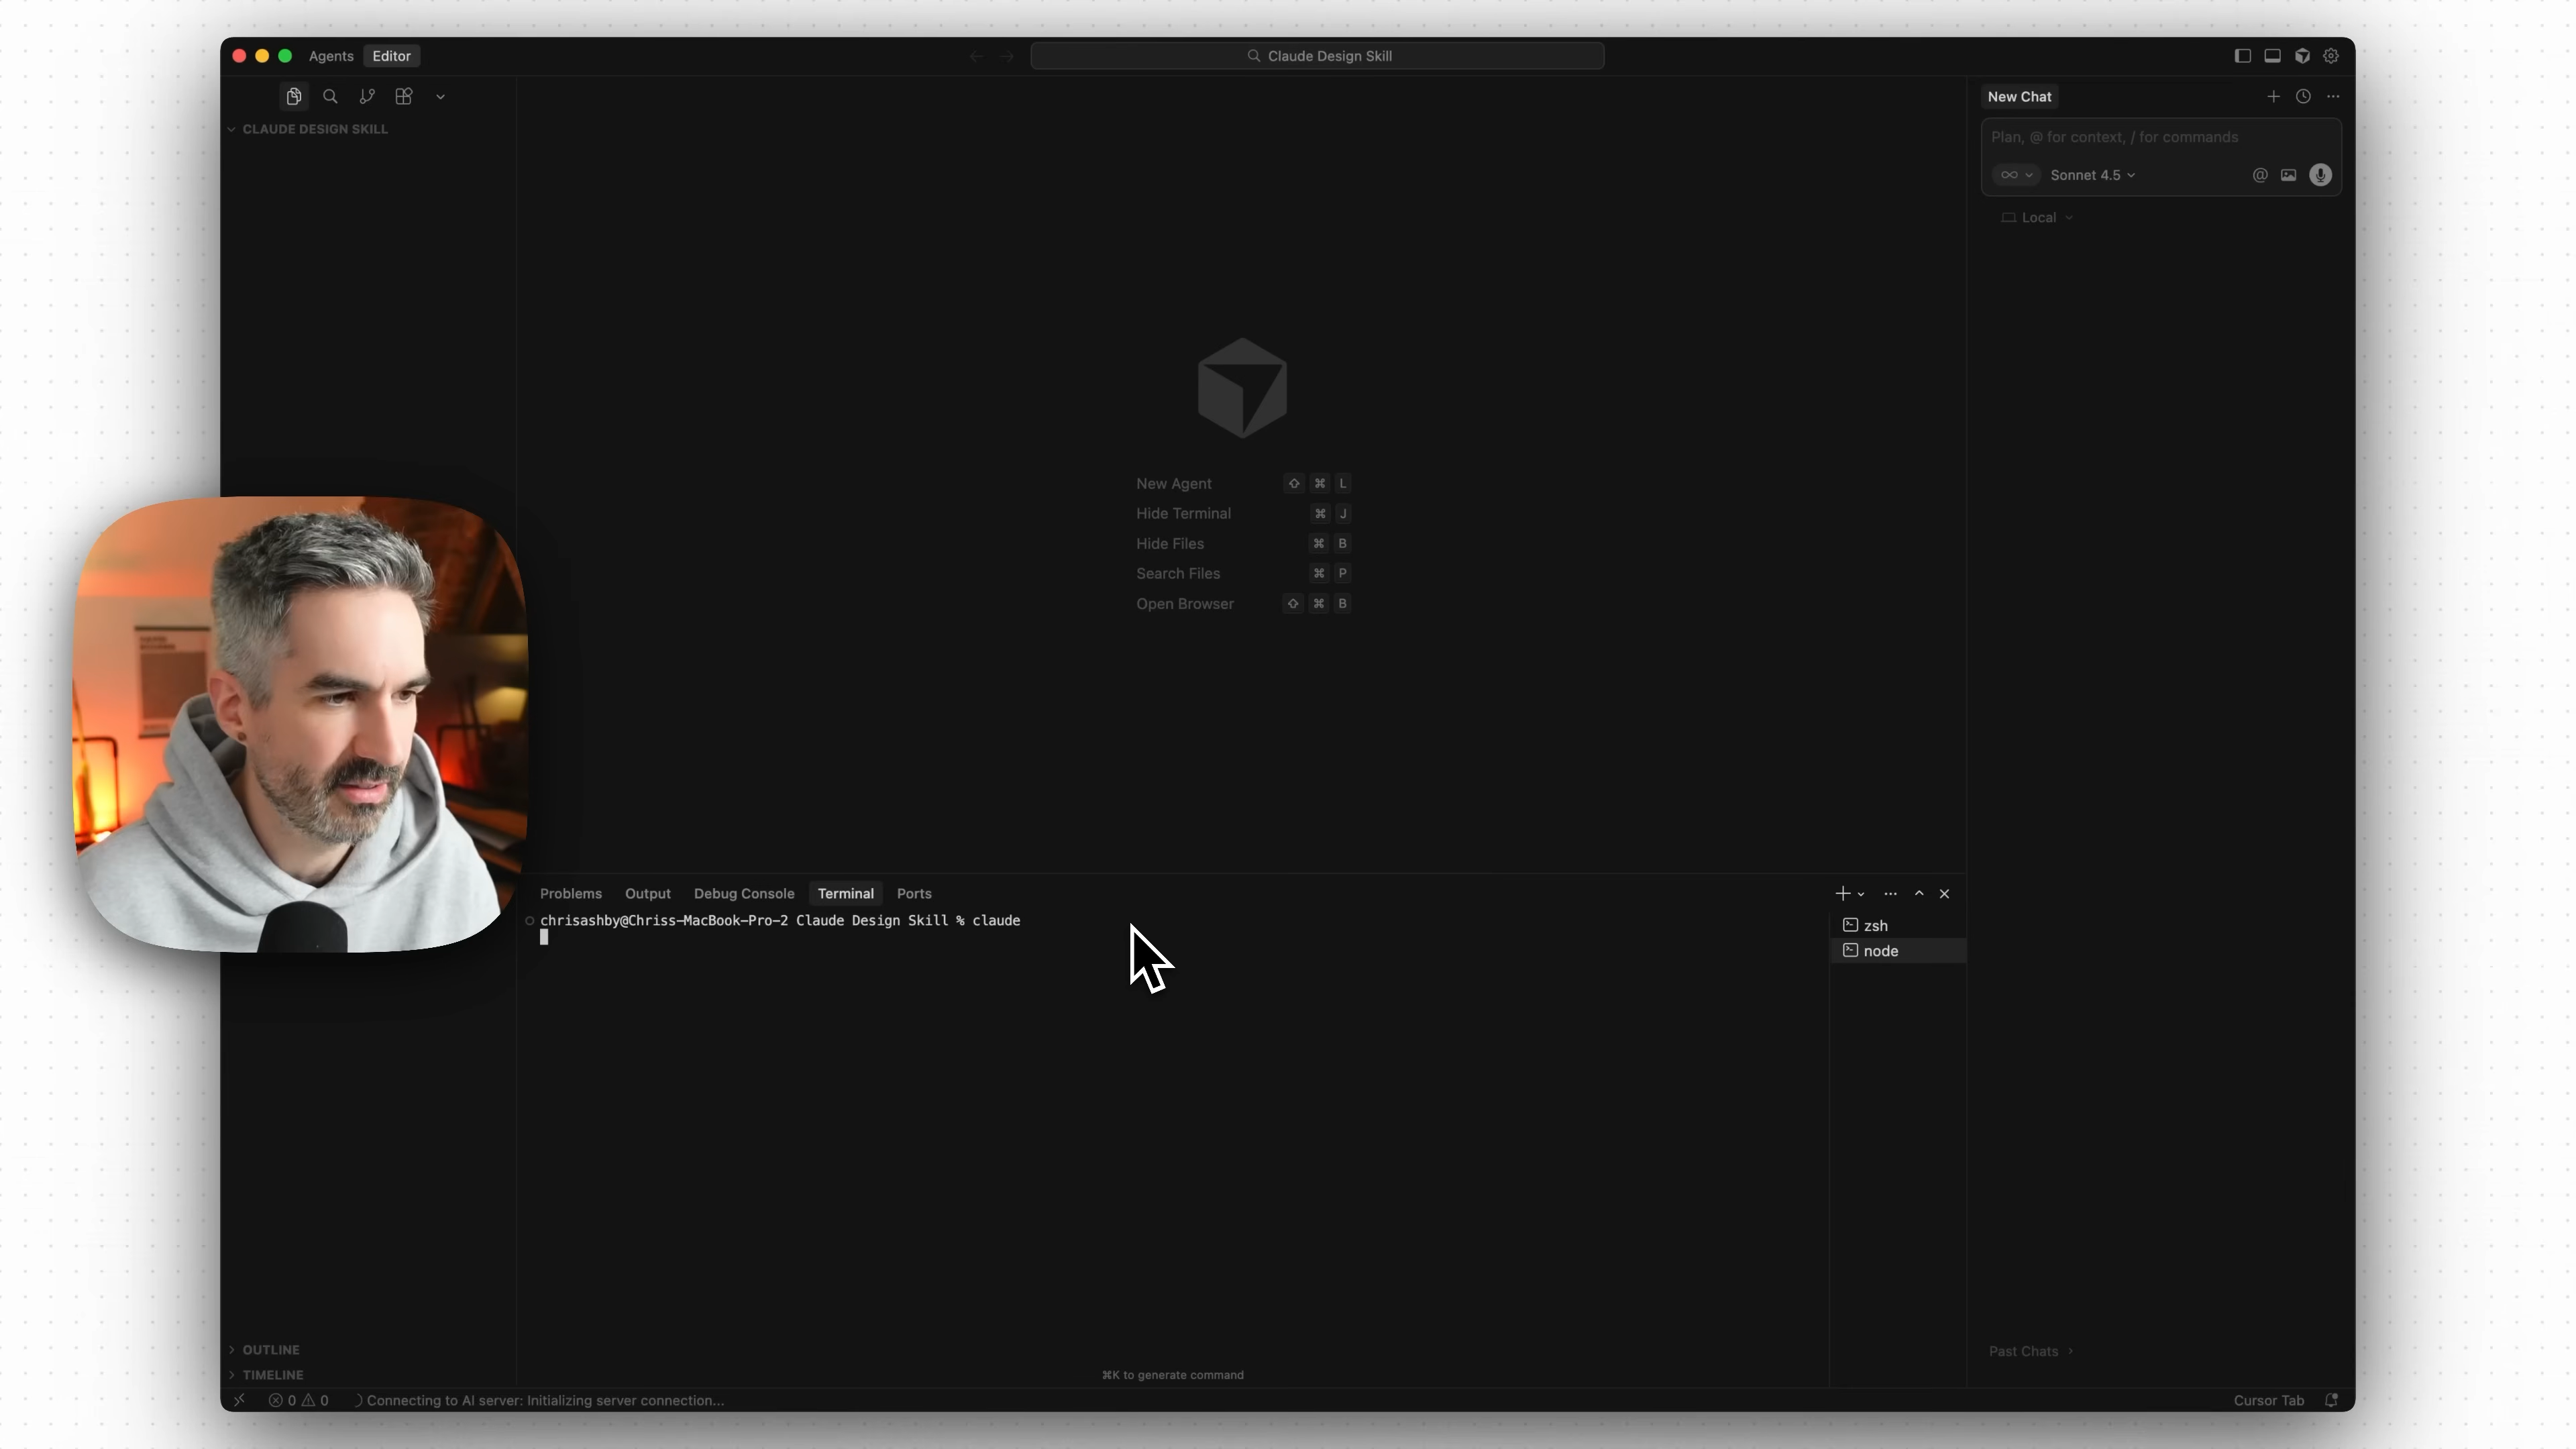 Agents Editor
Claude Design Skill
CLAUDE DESIGN SKILL
New Chat
Plan, @ for context, / for commands
Sonnet 4.5
Local
New Agent ⇧ ⌘ L
Hide Terminal ⌘ J
Hide Files ⌘ B
Search Files ⌘ P
Open Browser ⇧ ⌘ B
Problems Output Debug Console Terminal Ports
chrisashby@Chriss-MacBook-Pro-2 Claude Design Skill % claude
zsh
node
OUTLINE
TIMELINE
⌘K to generate command
Past Chats
0 0 Connecting to AI server: Initializing server connection...
Cursor Tab